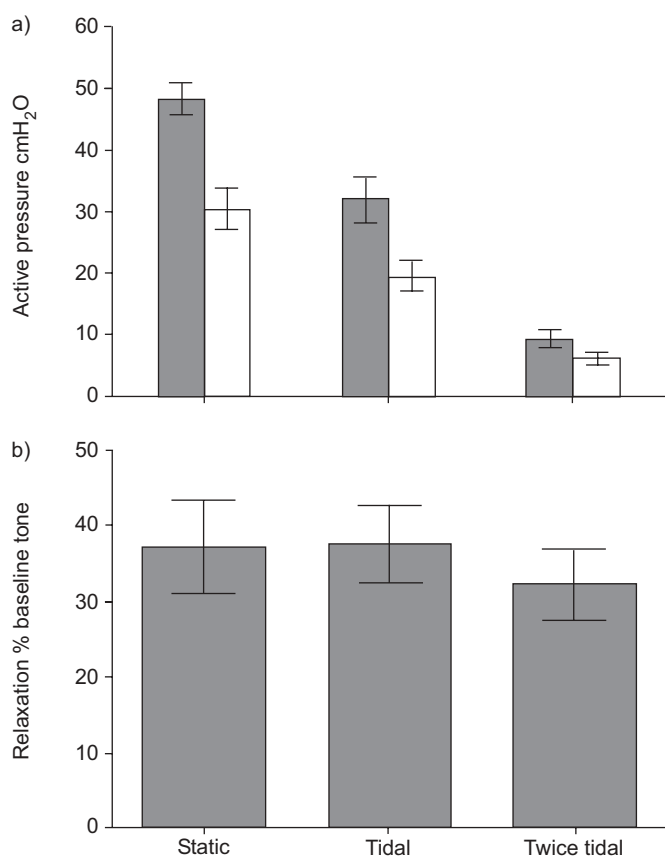 a)
Active pressure cmH₂O
60
50
40
30
20
10
0
b)
Relaxation % baseline tone
50
40
30
20
10
0
Static Tidal Twice tidal